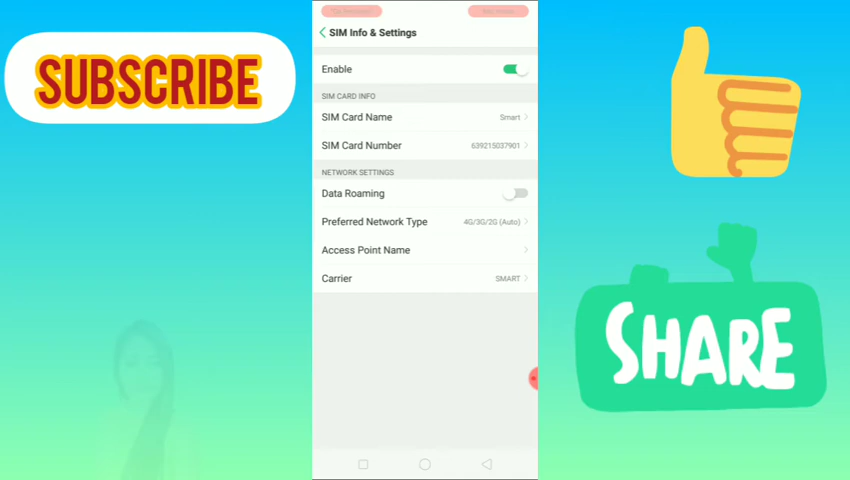 SUBSCRIBE
SIM Info & Settings
Enable
SIM CARD INFO
SIM Card Name Smart
SIM Card Number 639215037901
NETWORK SETTINGS
Data Roaming
Preferred Network Type 4G/3G/2G (Auto)
Access Point Name
Carrier SMART
SHARE